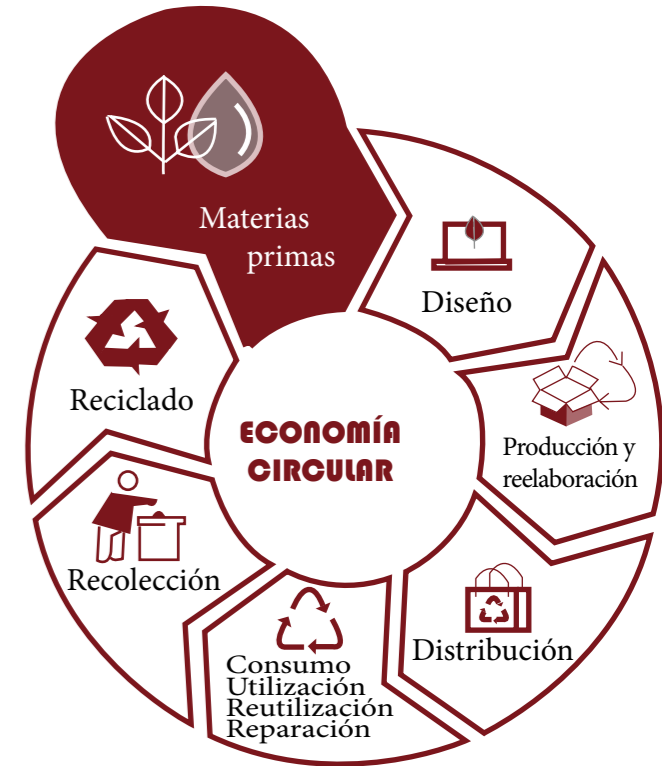 Materias
primas
Diseño
Producción y
reelaboración
Distribución
Consumo
Utilización
Reutilización
Reparación
Recolección
Reciclado
ECONOMÍA
CIRCULAR